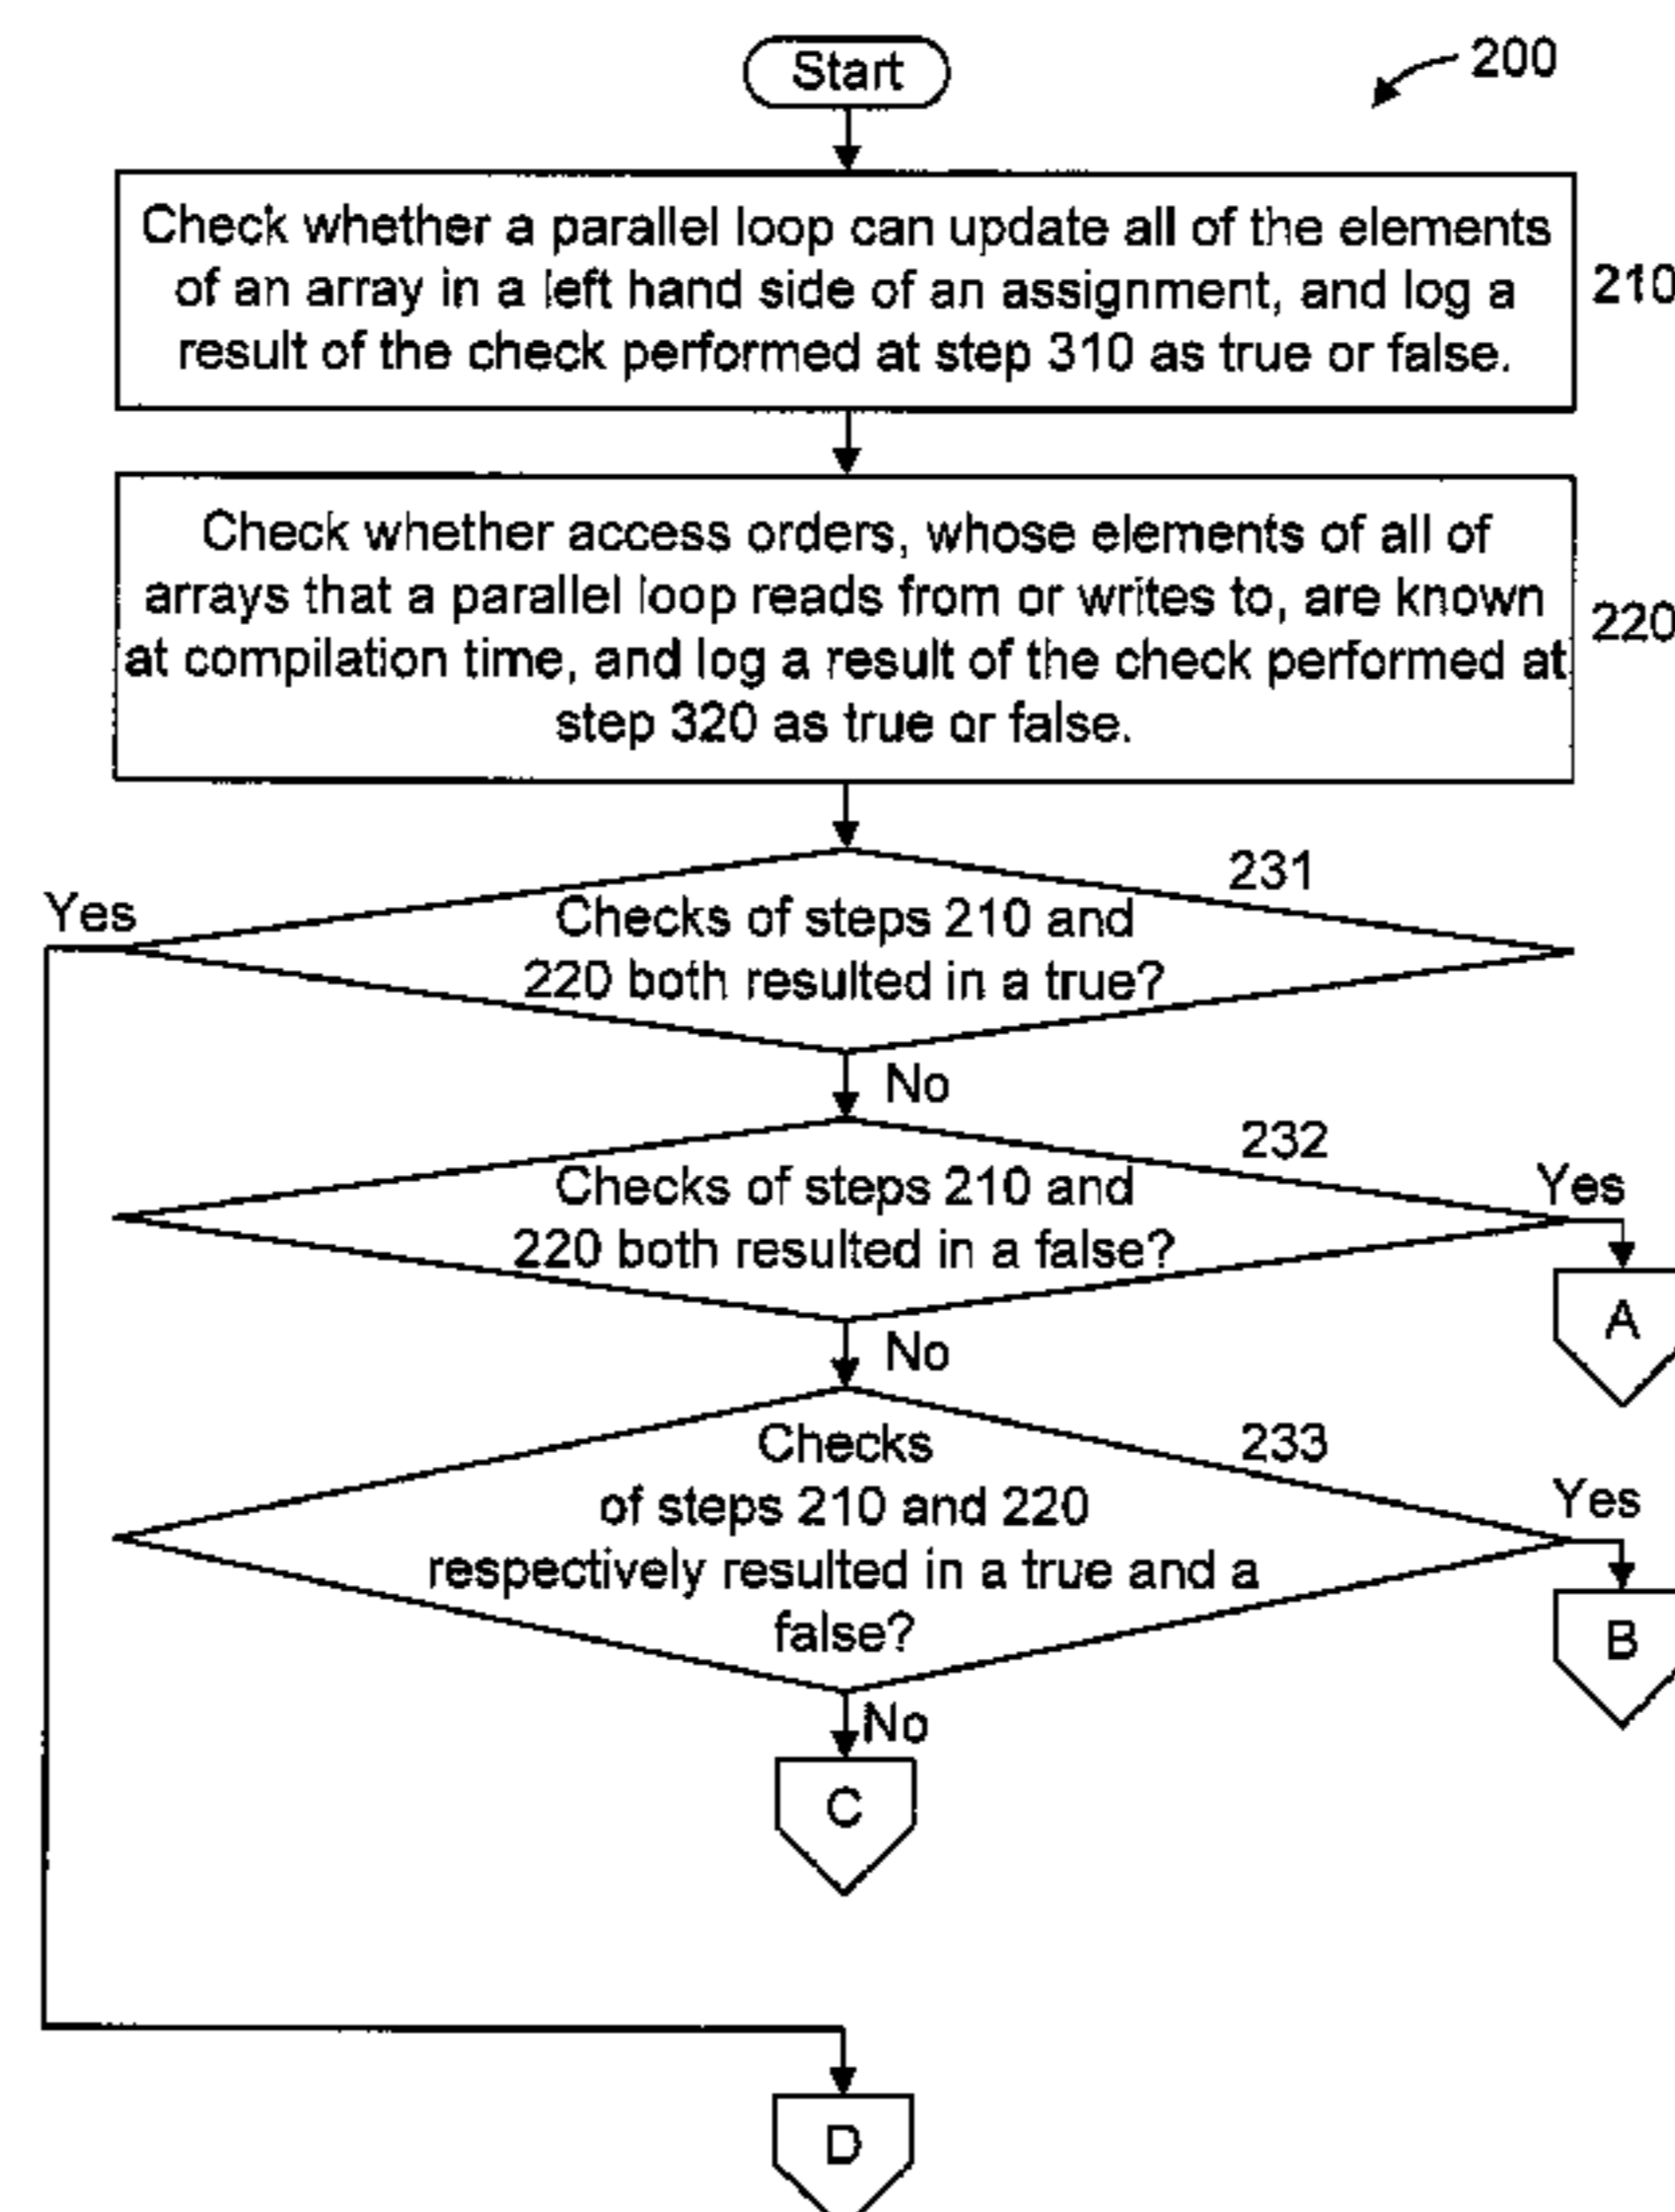 Start
200
Check whether a parallel loop can update all of the elements
of an array in a left hand side of an assignment, and log a
result of the check performed at step 310 as true or false.
210
Check whether access orders, whose elements of all of
arrays that a parallel loop reads from or writes to, are known
at compilation time, and log a result of the check performed at
step 320 as true or false.
220
231
Yes
Checks of steps 210 and
220 both resulted in a true?
No
232
Yes
Checks of steps 210 and
220 both resulted in a false?
A
No
233
Yes
Checks
of steps 210 and 220
respectively resulted in a true and a
false?
B
No
C
D